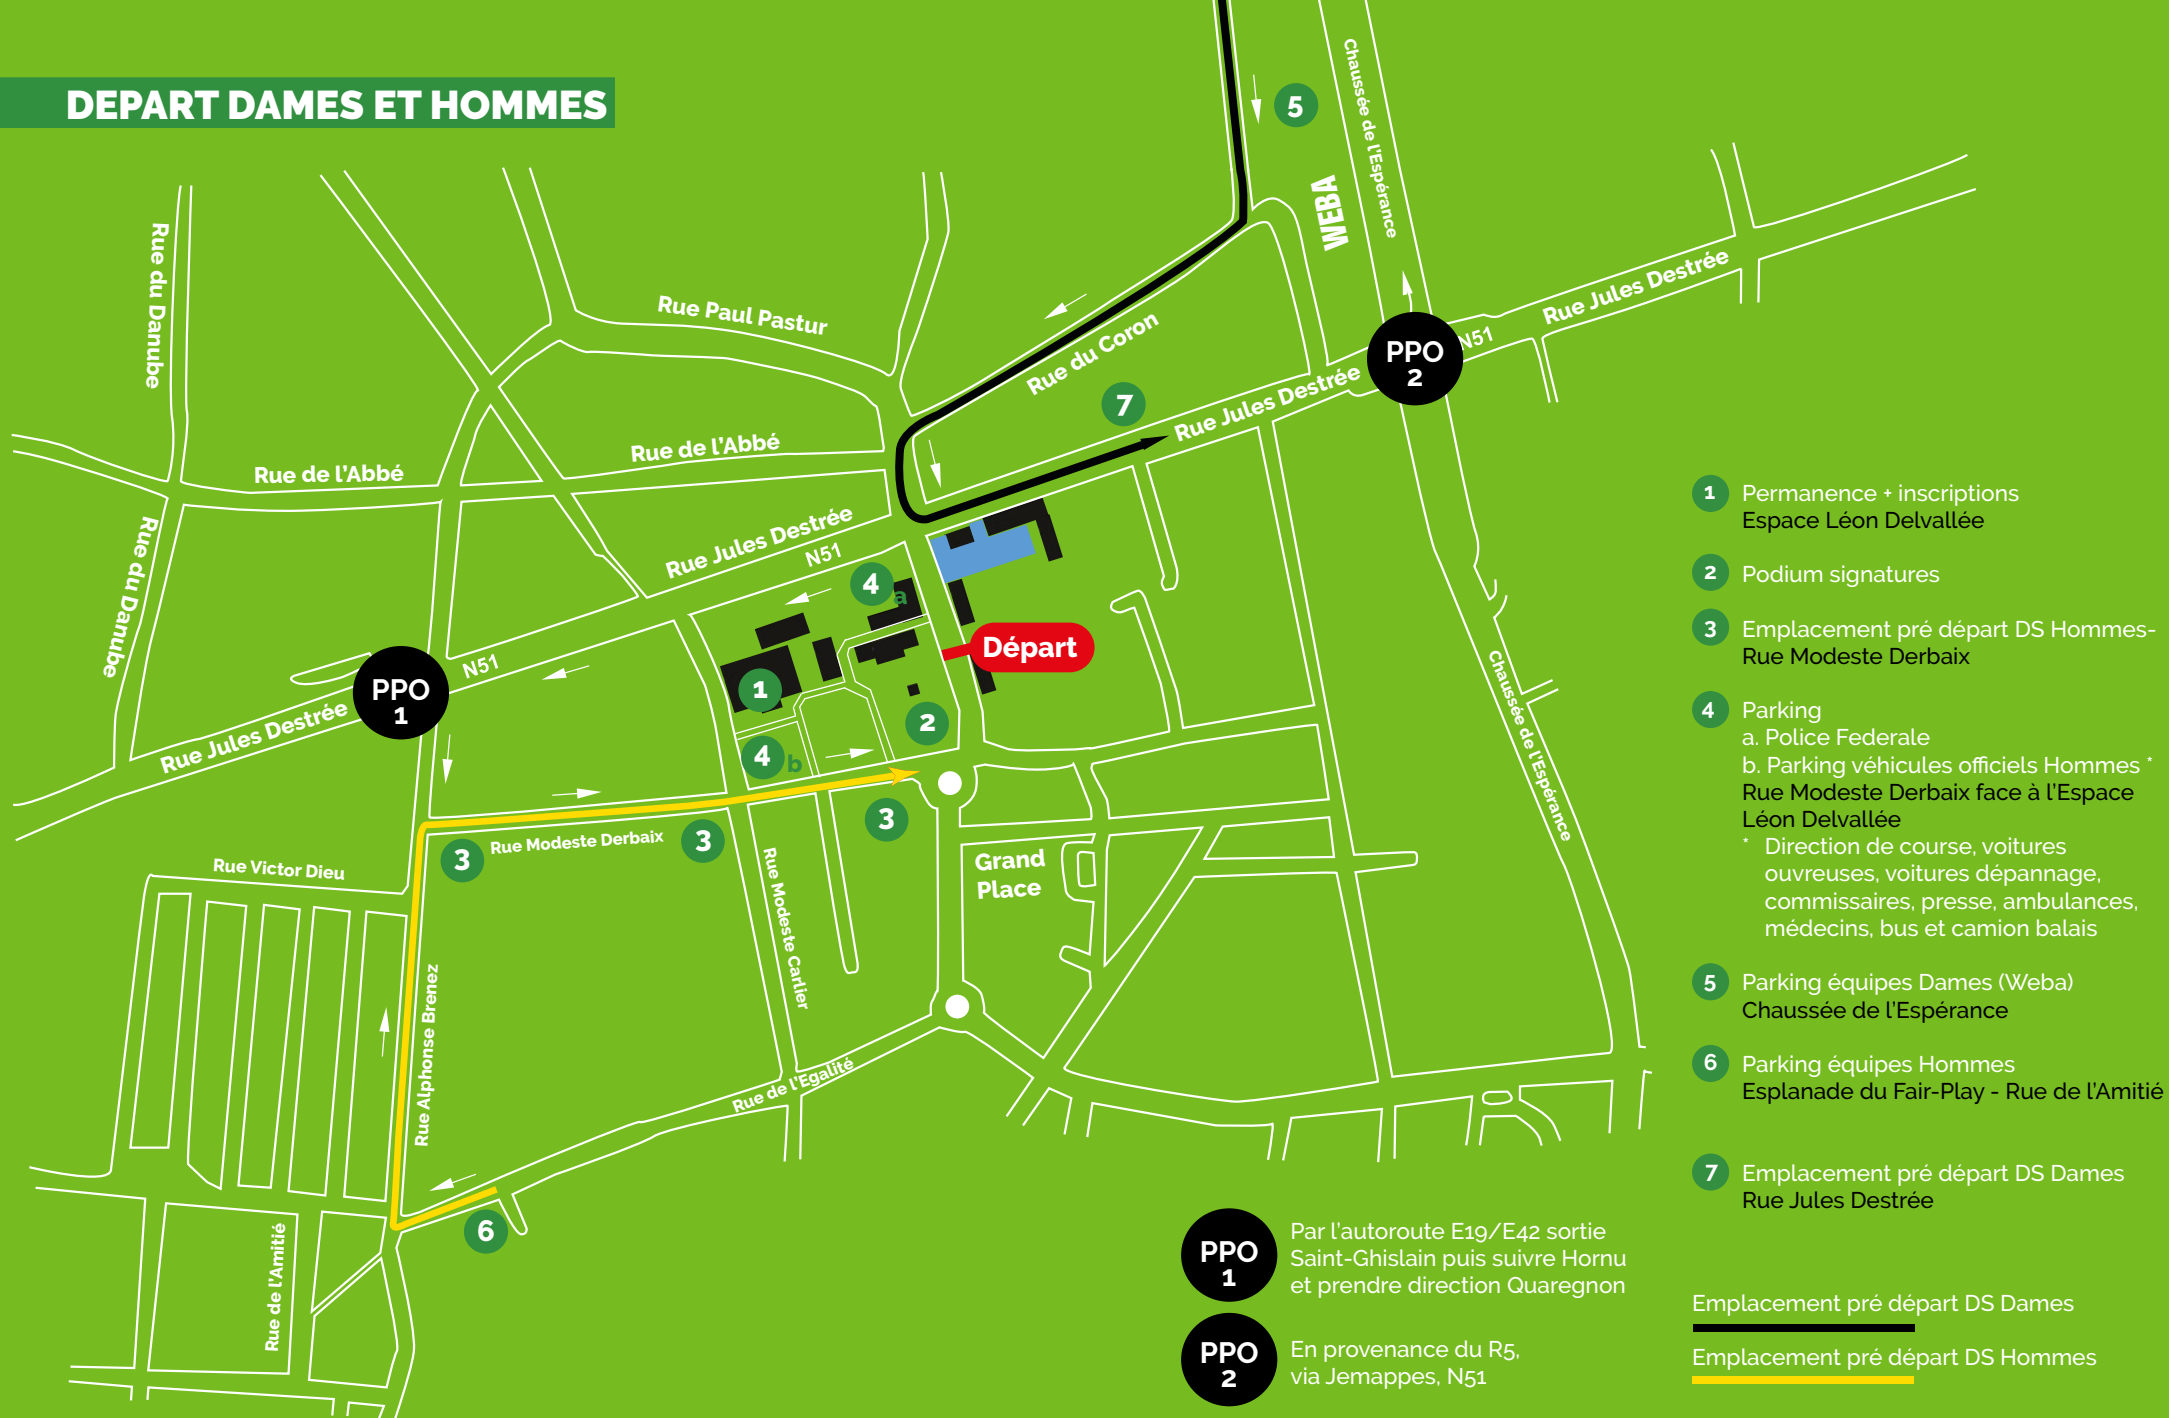 DEPART DAMES ET HOMMES
5
Chaussée de l'Espérance
WEBA
Rue du Danube
Rue Paul Pastur
Rue du Coron
Rue Jules Destrée
N51
PPO
2
7
Rue Jules Destrée
Rue de l'Abbé
Rue de l'Abbé
Rue du Danube
Rue Jules Destrée
N51
4
a
Départ
N51
PPO
1
Rue Jules Destrée
1
2
4
b
Chaussée de l'Espérance
3
3
3
Rue Modeste Derbaix
Rue Victor Dieu
Grand
Place
Rue Modeste Cartier
Rue Alphonse Brenez
Rue de l'Egalité
6
Rue de l'Amitié
1 Permanence + inscriptions
Espace Léon Delvallée
2 Podium signatures
3 Emplacement pré départ DS Hommes-
Rue Modeste Derbaix
4 Parking
a. Police Federale
b. Parking véhicules officiels Hommes *
Rue Modeste Derbaix face à l'Espace
Léon Delvallée
* Direction de course, voitures
ouvreuses, voitures dépannage,
commissaires, presse, ambulances,
médecins, bus et camion balais
5 Parking équipes Dames (Weba)
Chaussée de l'Espérance
6 Parking équipes Hommes
Esplanade du Fair-Play - Rue de l'Amitié
7 Emplacement pré départ DS Dames
Rue Jules Destrée
PPO
1
Par l'autoroute E19/E42 sortie
Saint-Ghislain puis suivre Hornu
et prendre direction Quaregnon
PPO
2
En provenance du R5,
via Jemappes, N51
Emplacement pré départ DS Dames
Emplacement pré départ DS Hommes